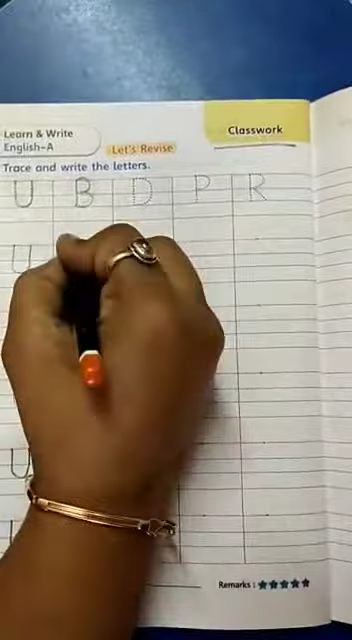 Learn & Write
English-A
Let's Revise
Classwork
Trace and write the letters.
U B D P R
U
U
Remarks :